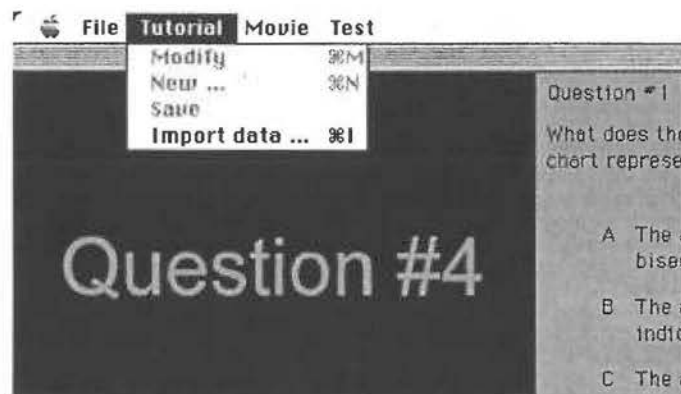 File Tutorial Movie Test
Modify ⌘M
New ... ⌘N
Save
Import data ... ⌘I
Question #4
Question #1
What does the
chart represe
A The
bise
B The
indic
C The